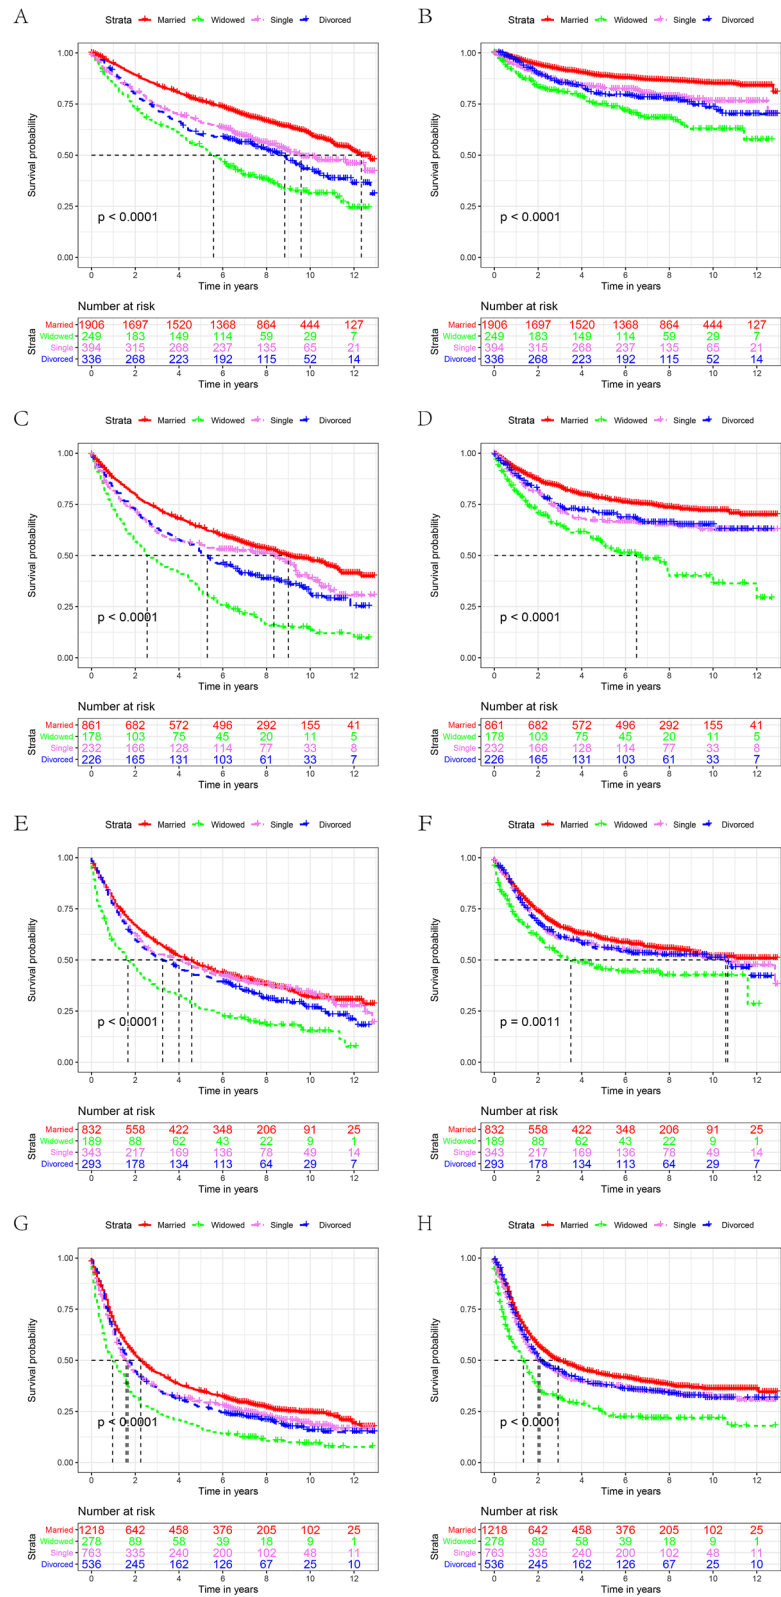 A
Strata Married Widowed Single Divorced
1.00
0.75
0.50
0.25
0.00
Survival probability
p < 0.0001
0 2 4 6 8 10 12
Time in years
Number at risk
Strata
Married 1906 1697 1520 1368 864 444 127
Widowed 249 183 149 114 59 29 7
Single 394 315 268 237 135 65 21
Divorced 336 268 223 192 115 52 14
0 2 4 6 8 10 12
Time in years
B
Strata Married Widowed Single Divorced
1.00
0.75
0.50
0.25
0.00
Survival probability
p < 0.0001
0 2 4 6 8 10 12
Time in years
Number at risk
Strata
Married 1906 1697 1520 1368 864 444 127
Widowed 249 183 149 114 59 29 7
Single 394 315 268 237 135 65 21
Divorced 336 268 223 192 115 52 14
0 2 4 6 8 10 12
Time in years
C
Strata Married Widowed Single Divorced
1.00
0.75
0.50
0.25
0.00
Survival probability
p < 0.0001
0 2 4 6 8 10 12
Time in years
Number at risk
Strata
Married 861 682 572 496 292 155 41
Widowed 178 103 75 45 20 11 5
Single 232 166 128 114 77 33 8
Divorced 226 165 131 103 61 33 7
0 2 4 6 8 10 12
Time in years
D
Strata Married Widowed Single Divorced
1.00
0.75
0.50
0.25
0.00
Survival probability
p < 0.0001
0 2 4 6 8 10 12
Time in years
Number at risk
Strata
Married 861 682 572 496 292 155 41
Widowed 178 103 75 45 20 11 5
Single 232 166 128 114 77 33 8
Divorced 226 165 131 103 61 33 7
0 2 4 6 8 10 12
Time in years
E
Strata Married Widowed Single Divorced
1.00
0.75
0.50
0.25
0.00
Survival probability
p < 0.0001
0 2 4 6 8 10 12
Time in years
Number at risk
Strata
Married 832 558 422 348 206 91 25
Widowed 189 88 62 43 22 9 1
Single 343 217 169 136 78 49 14
Divorced 293 178 134 113 64 29 7
0 2 4 6 8 10 12
Time in years
F
Strata Married Widowed Single Divorced
1.00
0.75
0.50
0.25
0.00
Survival probability
p = 0.0011
0 2 4 6 8 10 12
Time in years
Number at risk
Strata
Married 832 558 422 348 206 91 25
Widowed 189 88 62 43 22 9 1
Single 343 217 169 136 78 49 14
Divorced 293 178 134 113 64 29 7
0 2 4 6 8 10 12
Time in years
G
Strata Married Widowed Single Divorced
1.00
0.75
0.50
0.25
0.00
Survival probability
p < 0.0001
0 2 4 6 8 10 12
Time in years
Number at risk
Strata
Married 1218 642 458 376 205 102 25
Widowed 278 89 58 39 18 9 1
Single 763 335 240 200 102 48 11
Divorced 536 245 162 126 67 25 10
0 2 4 6 8 10 12
Time in years
H
Strata Married Widowed Single Divorced
1.00
0.75
0.50
0.25
0.00
Survival probability
p < 0.0001
0 2 4 6 8 10 12
Time in years
Number at risk
Strata
Married 1218 642 458 376 205 102 25
Widowed 278 89 58 39 18 9 1
Single 763 335 240 200 102 48 11
Divorced 536 245 162 126 67 25 10
0 2 4 6 8 10 12
Time in years